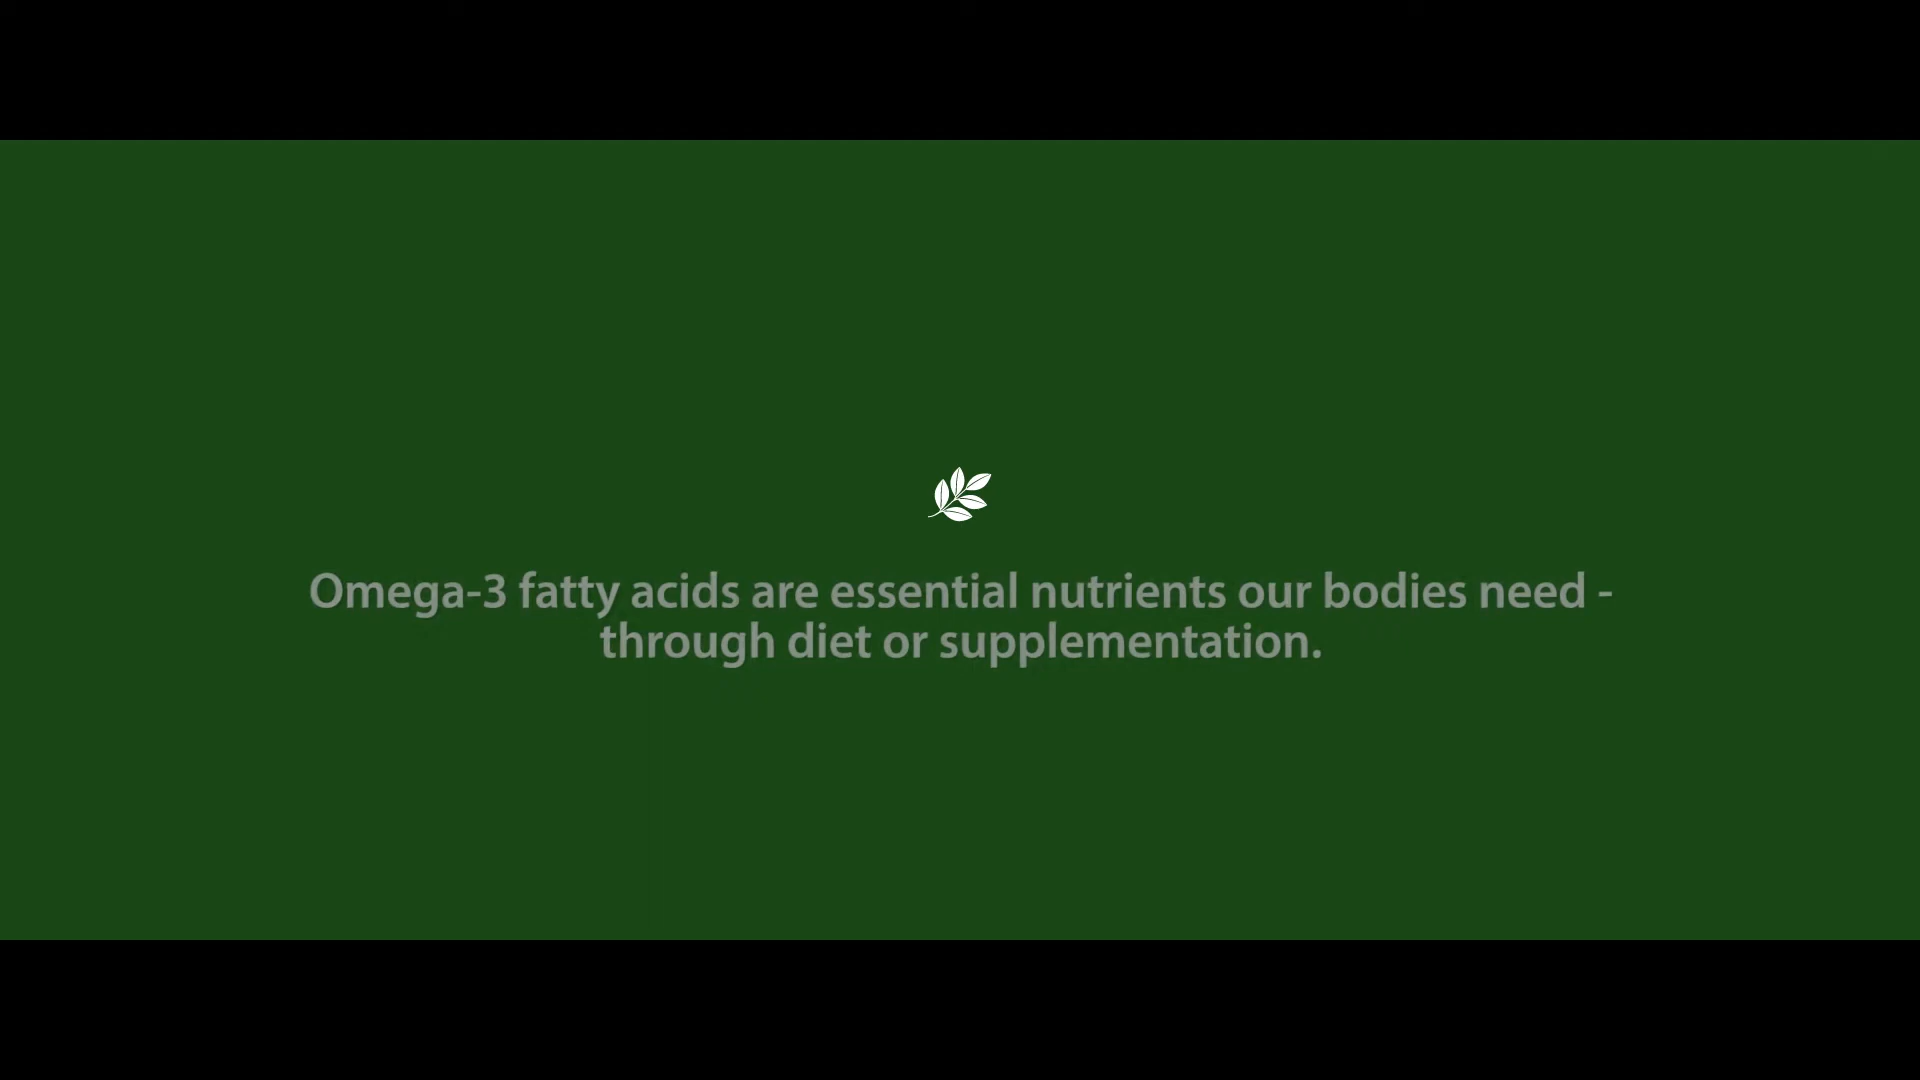 Omega-3 fatty acids are essential nutrients our bodies need -
through diet or supplementation.